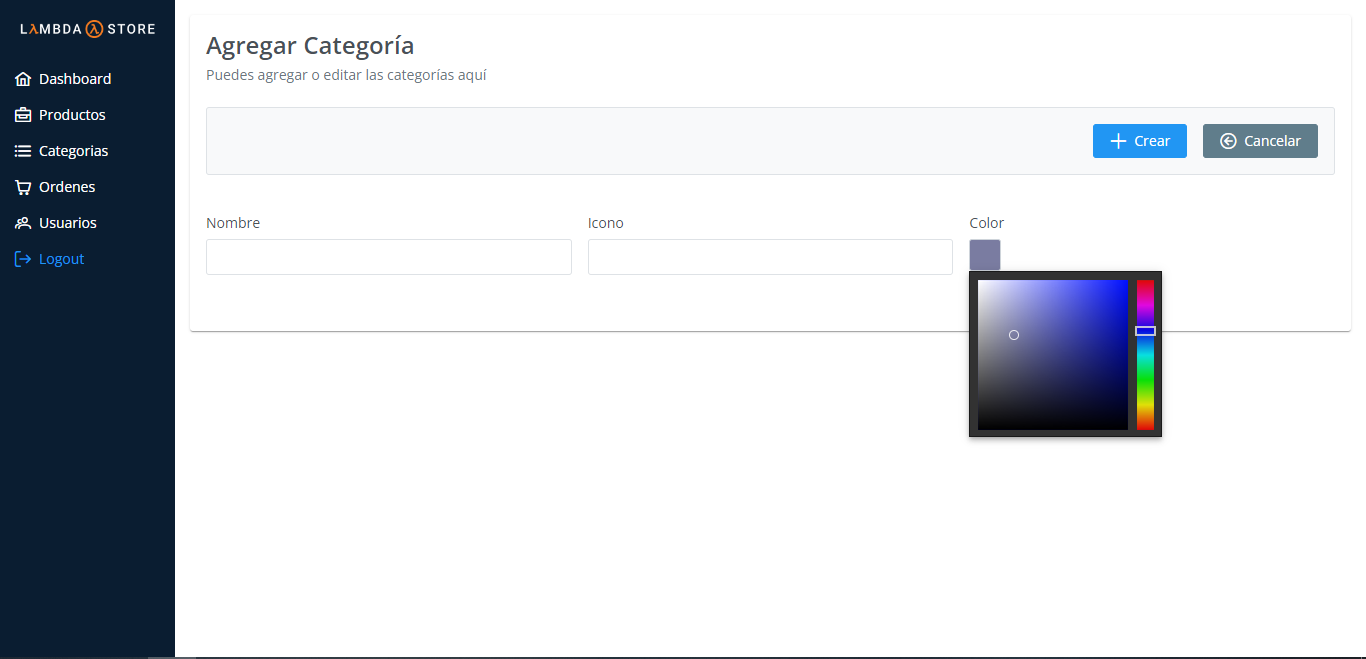 LλMBDA λ STORE
Dashboard
Productos
Categorias
Ordenes
Usuarios
Logout
Agregar Categoría
Puedes agregar o editar las categorías aquí
Crear
Cancelar
Nombre
Icono
Color